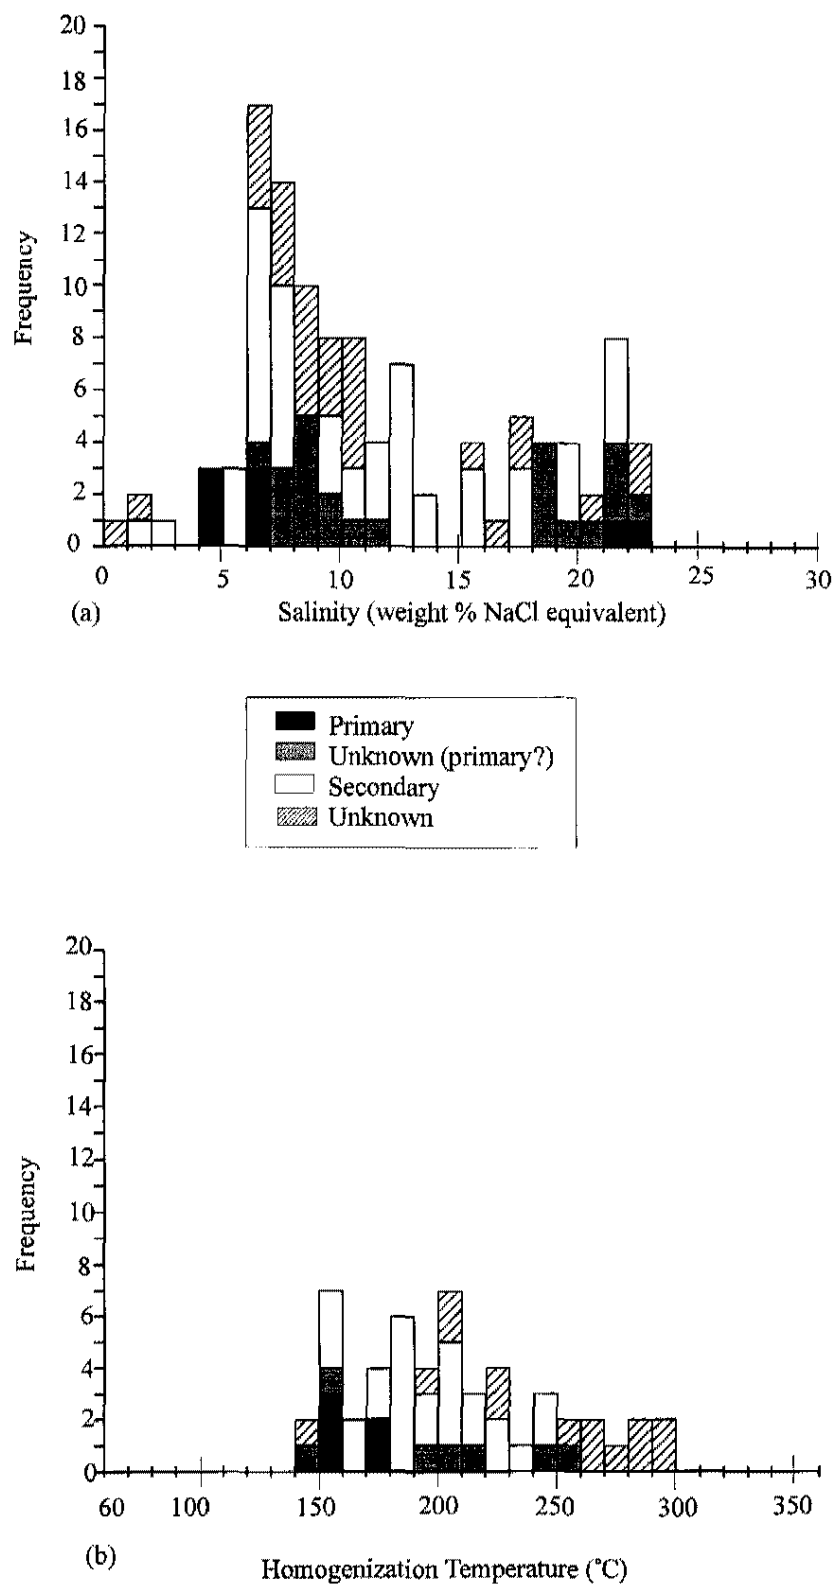 20
18
16
14
12
10
8
6
4
2
0
Frequency
0 5 10 15 20 25 30
(a) Salinity (weight % NaCl equivalent)
Primary
Unknown (primary?)
Secondary
Unknown
20
18
16
14
12
10
8
6
4
2
0
Frequency
60 100 150 200 250 300 350
(b) Homogenization Temperature (°C)